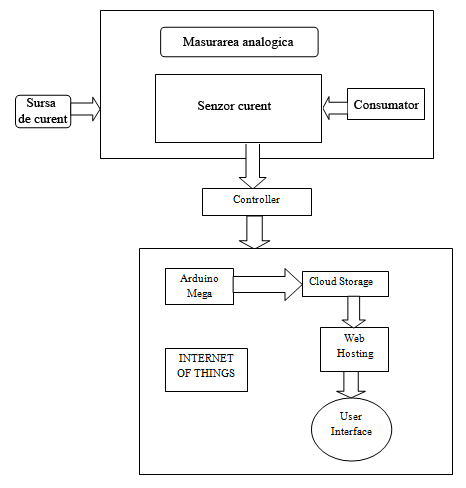 Masurarea analogica
Sursa
de curent
Senzor curent
Consumator
Controller
Arduino
Mega
Cloud Storage
Web
Hosting
INTERNET
OF THINGS
User
Interface